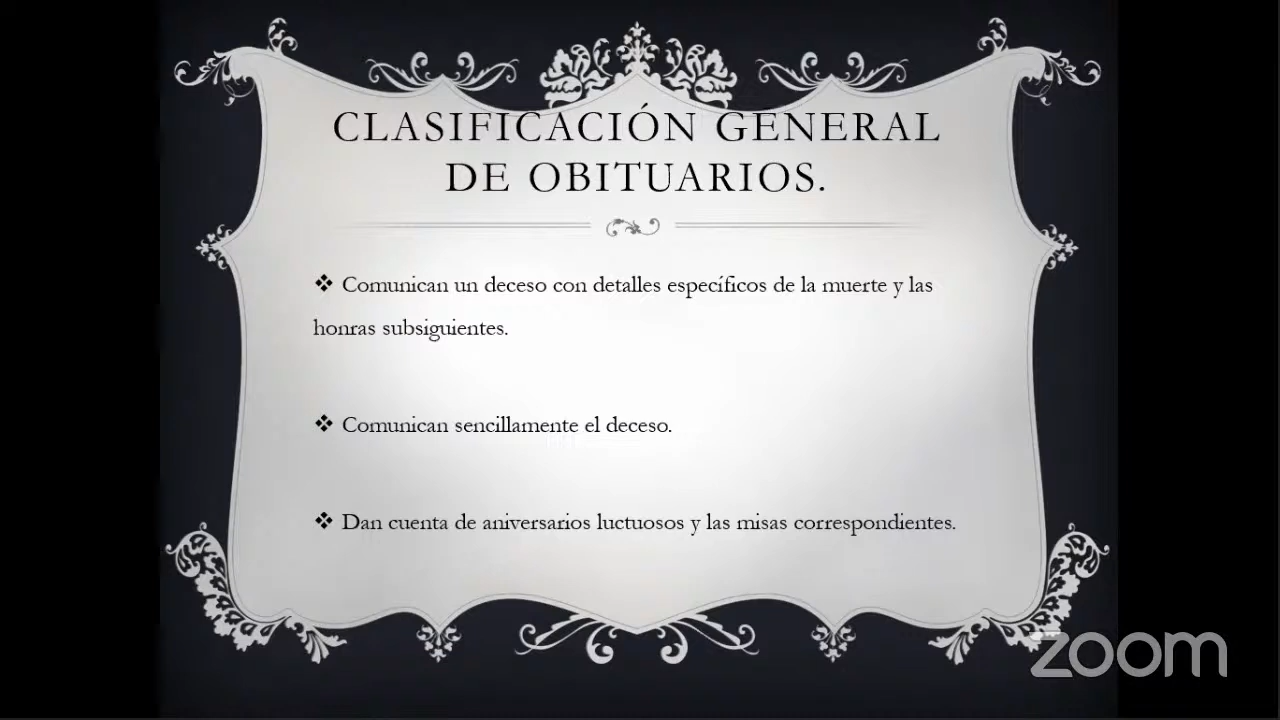 CLASIFICACIÓN GENERAL
DE OBITUARIOS.
❖ Comunican un deceso con detalles específicos de la muerte y las
honras subsiguientes.
❖ Comunican sencillamente el deceso.
❖ Dan cuenta de aniversarios luctuosos y las misas correspondientes.
zoom